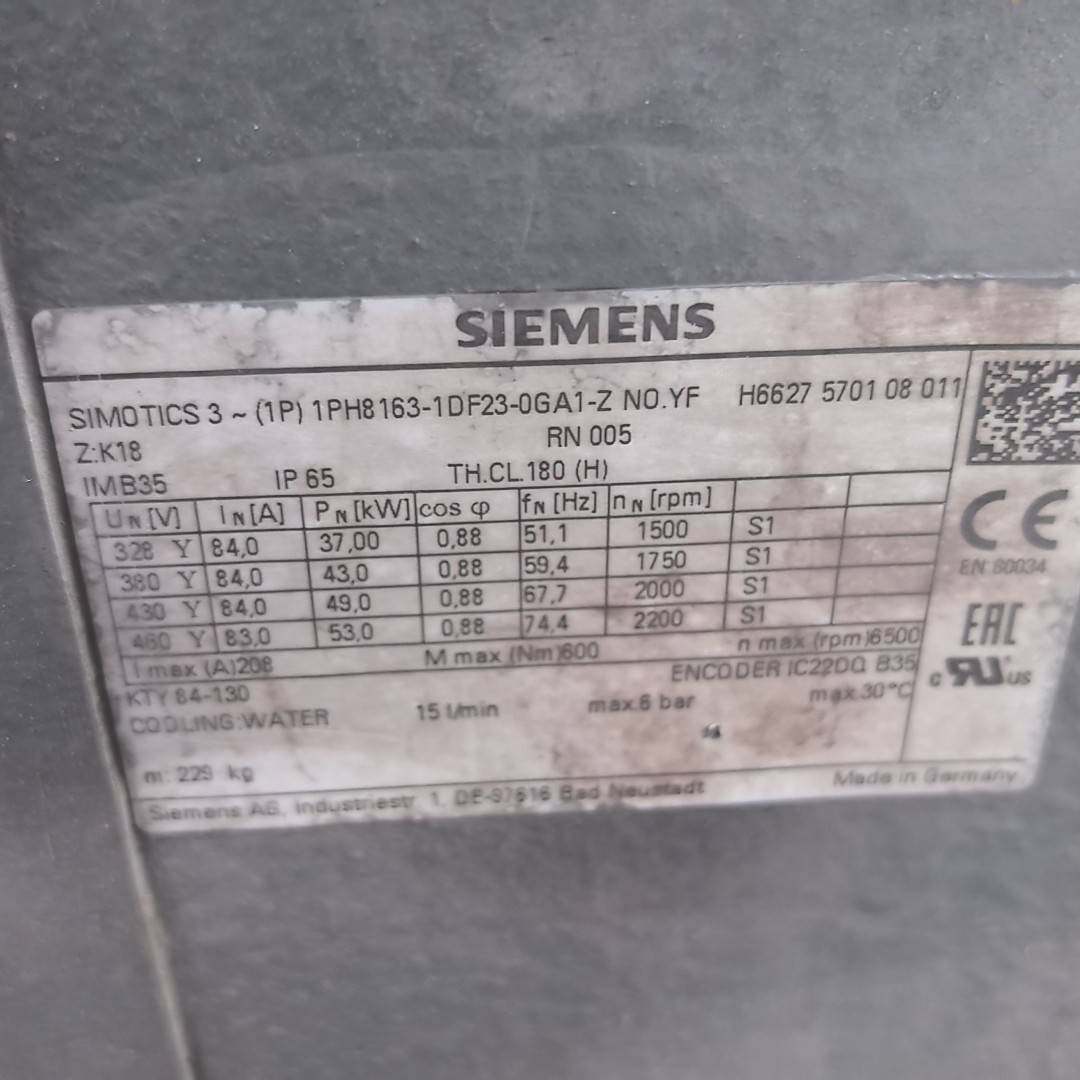 SIEMENS
SIMOTICS 3 ~ (1P) 1PH8163-1DF23-0GA1-Z NO.YF H6627 5701 08 011
Z:K18 RN 005
IMB35 IP 65 TH.CL.180 (H)
UN [V] IN [A] PN [kW] cos φ fN [Hz] nN [rpm]
328 Y 84,0 37,00 0,88 51,1 1500 S1
380 Y 84,0 43,0 0,88 59,4 1750 S1
430 Y 84,0 49,0 0,88 67,7 2000 S1
460 Y 83,0 53,0 0,88 74,4 2200 S1
I max (A)208 M max (Nm)600 n max (rpm)6500
KTY 84-130 ENCODER IC22DQ B35
COOLING:WATER 15 l/min max.6 bar max.30°C
m: 229 kg
Siemens AG, Industriestr. 1, DE-97616 Bad Neustadt Made in Germany
CE
EN 60034
EAC
c RU us